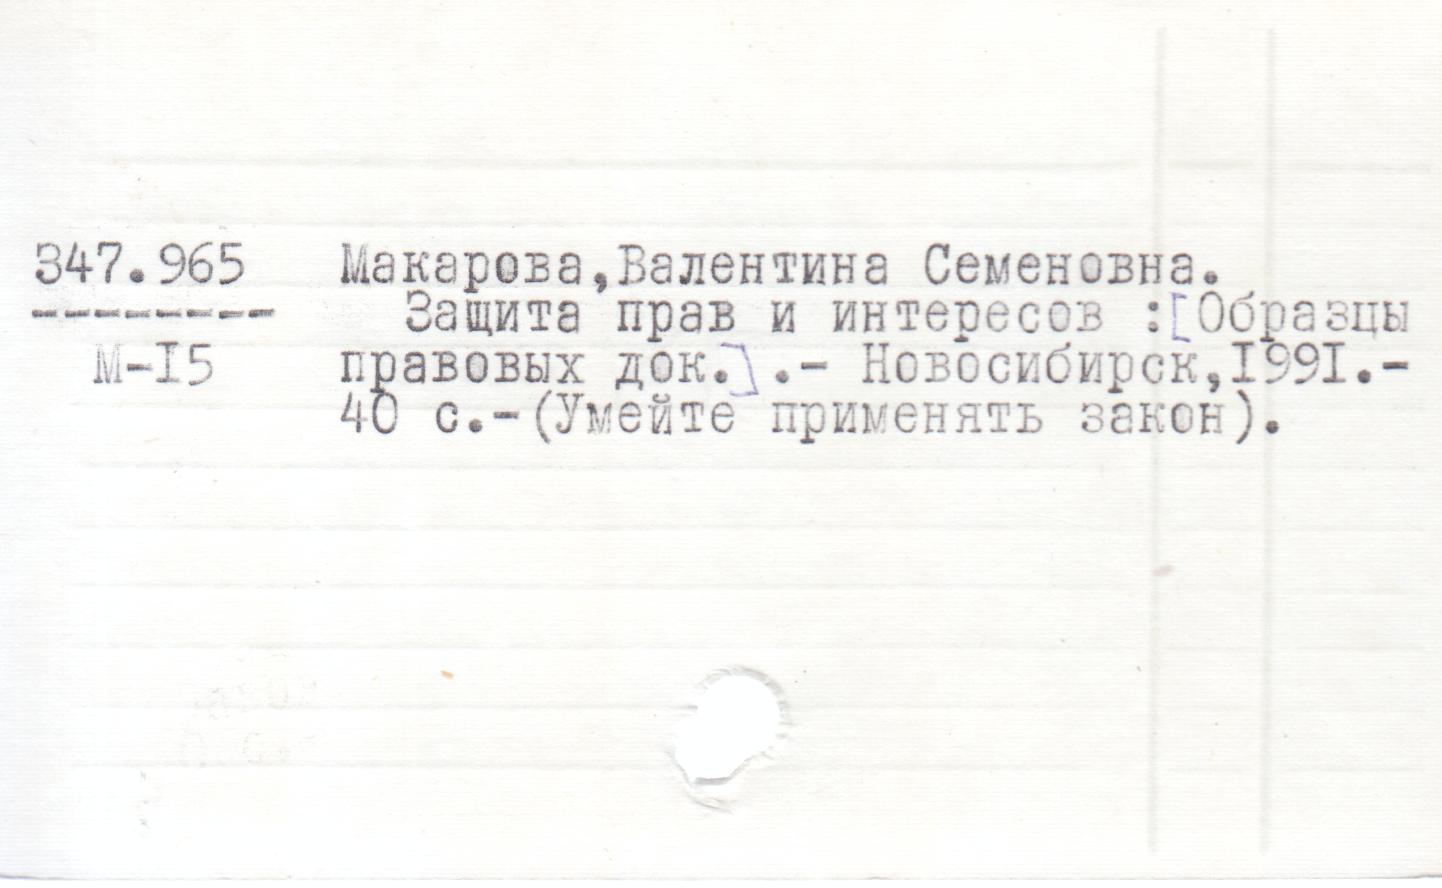 347.965 Макарова,Валентина Семеновна.
-------- Защита прав и интересов :[Образцы
М-I5 правовых док.] .- Новосибирск,I99I.-
40 с.-(Умейте применять закон).